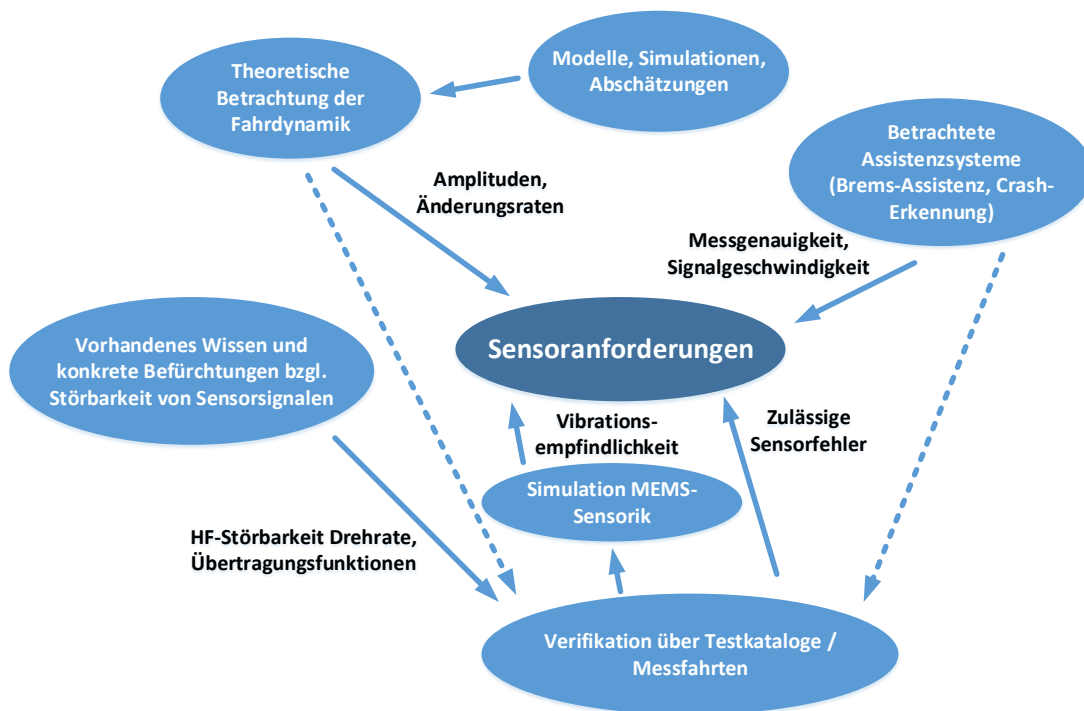 Modelle, Simulationen,
Abschätzungen
Theoretische
Betrachtung der
Fahrdynamik
Betrachtete
Assistenzsysteme
(Brems-Assistenz, Crash-
Erkennung)
Amplituden,
Änderungsraten
Messgenauigkeit,
Signalgeschwindigkeit
Vorhandenes Wissen und
konkrete Befürchtungen bzgl.
Störbarkeit von Sensorsignalen
Sensoranforderungen
Vibrations-
empfindlichkeit
Zulässige
Sensorfehler
Simulation MEMS-
Sensorik
HF-Störbarkeit Drehrate,
Übertragungsfunktionen
Verifikation über Testkataloge /
Messfahrten